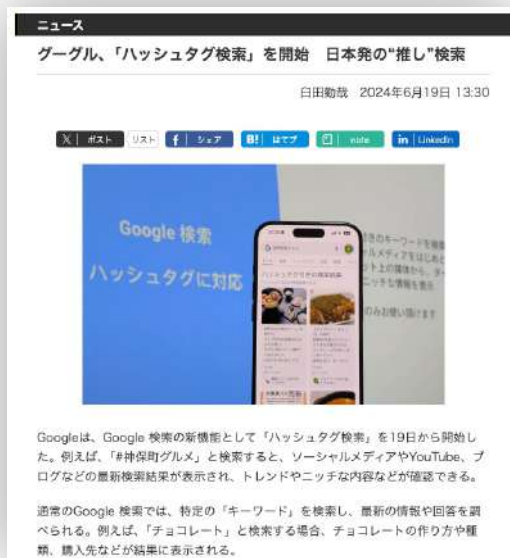 ニュース
グーグル、「ハッシュタグ検索」を開始 日本発の“推し”検索
臼田勤哉 2024年6月19日 13:30
X ポスト リスト f シェア B! はてブ note in LinkedIn
Google 検索
ハッシュタグに対応
のみお使い頂けます
Googleは、Google 検索の新機能として「ハッシュタグ検索」を19日から開始し
た。例えば、「#神保町グルメ」と検索すると、ソーシャルメディアやYouTube、ブ
ログなどの最新検索結果が表示され、トレンドやニッチな内容などが確認できる。
通常のGoogle 検索では、特定の「キーワード」を検索し、最新の情報や回答を調
べられる。例えば、「チョコレート」と検索する場合、チョコレートの作り方や種
類、購入先などが結果に表示される。